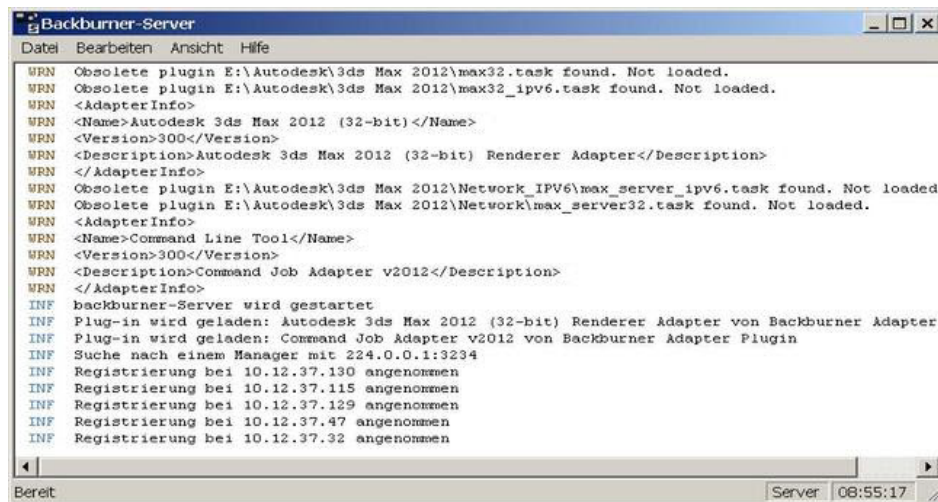 Backburner-Server
Datei Bearbeiten Ansicht Hilfe
WRN Obsolete plugin E:\Autodesk\3ds Max 2012\max32.task found. Not loaded.
WRN Obsolete plugin E:\Autodesk\3ds Max 2012\max32_ipv6.task found. Not loaded.
WRN <AdapterInfo>
WRN <Name>Autodesk 3ds Max 2012 (32-bit)</Name>
WRN <Version>300</Version>
WRN <Description>Autodesk 3ds Max 2012 (32-bit) Renderer Adapter</Description>
WRN </AdapterInfo>
WRN Obsolete plugin E:\Autodesk\3ds Max 2012\Network_IPV6\max_server_ipv6.task found. Not loaded
WRN Obsolete plugin E:\Autodesk\3ds Max 2012\Network\max_server32.task found. Not loaded.
WRN <AdapterInfo>
WRN <Name>Command Line Tool</Name>
WRN <Version>300</Version>
WRN <Description>Command Job Adapter v2012</Description>
WRN </AdapterInfo>
INF backburner-Server wird gestartet
INF Plug-in wird geladen: Autodesk 3ds Max 2012 (32-bit) Renderer Adapter von Backburner Adapter
INF Plug-in wird geladen: Command Job Adapter v2012 von Backburner Adapter Plugin
INF Suche nach einem Manager mit 224.0.0.1:3234
INF Registrierung bei 10.12.37.130 angenommen
INF Registrierung bei 10.12.37.115 angenommen
INF Registrierung bei 10.12.37.129 angenommen
INF Registrierung bei 10.12.37.47 angenommen
INF Registrierung bei 10.12.37.32 angenommen
Bereit Server 08:55:17